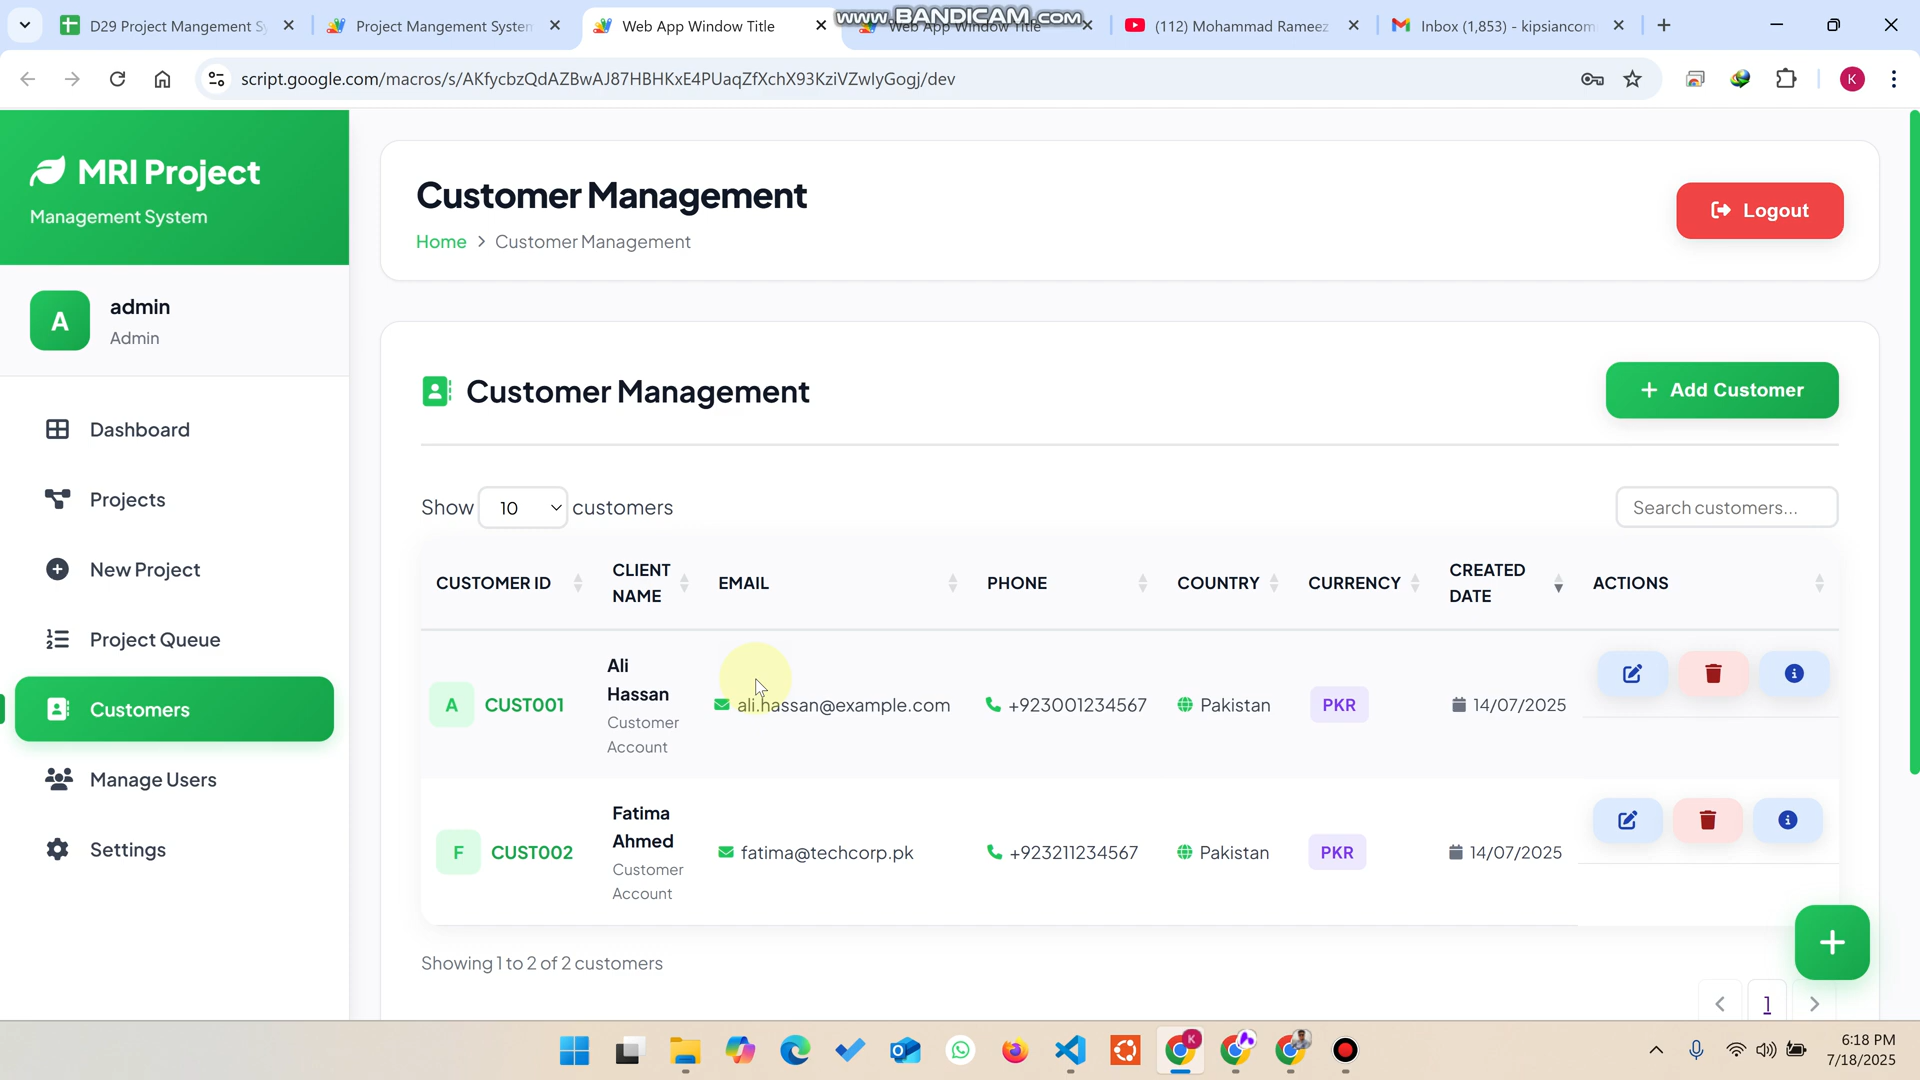 D29 Project Mangement Sy
Project Mangement System
Web App Window Title
Web App Window Title
(112) Mohammad Rameez
Inbox (1,853) - kipsiancom
www.BANDICAM.com
script.google.com/macros/s/AKfycbzQdAZBwAJ87HBHKxE4PUaqZfXchX93KziVZwIyGogj/dev
K
MRI Project
Management System
A
admin
Admin
Dashboard
Projects
New Project
Project Queue
Customers
Manage Users
Settings
Customer Management
Home > Customer Management
Logout
Customer Management
+ Add Customer
Show 10 customers
Search customers...
CUSTOMER ID
CLIENT NAME
EMAIL
PHONE
COUNTRY
CURRENCY
CREATED DATE
ACTIONS
A
CUST001
Ali
Hassan
Customer
Account
ali.hassan@example.com
+923001234567
Pakistan
PKR
14/07/2025
F
CUST002
Fatima
Ahmed
Customer
Account
fatima@techcorp.pk
+923211234567
Pakistan
PKR
14/07/2025
Showing 1 to 2 of 2 customers
1
6:18 PM
7/18/2025